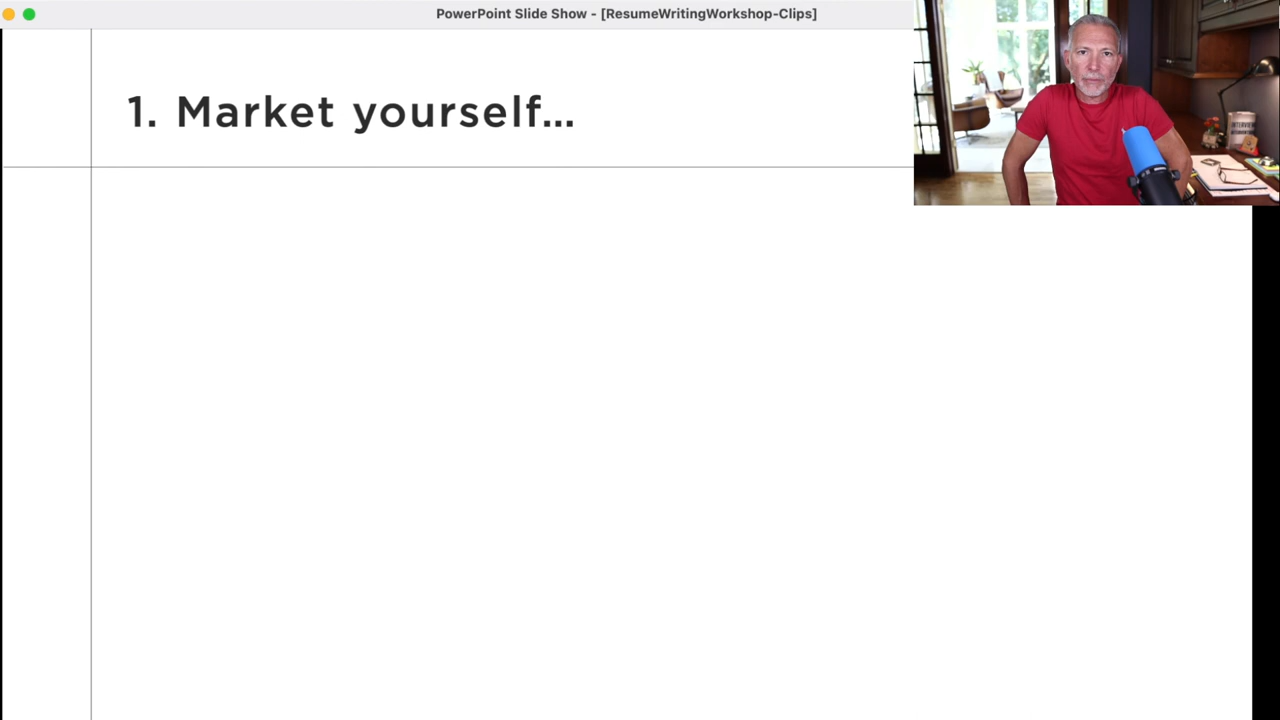 PowerPoint Slide Show - [ResumeWritingWorkshop-Clips]
1. Market yourself...